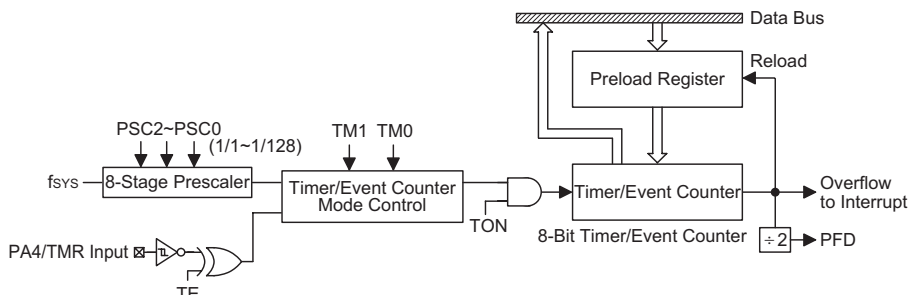 Data Bus
Preload Register
Reload
PSC2~PSC0
(1/1~1/128)
TM1 TM0
fSYS
8-Stage Prescaler
Timer/Event Counter
Mode Control
TON
Timer/Event Counter
Overflow
to Interrupt
8-Bit Timer/Event Counter
÷2
PFD
PA4/TMR Input
TE